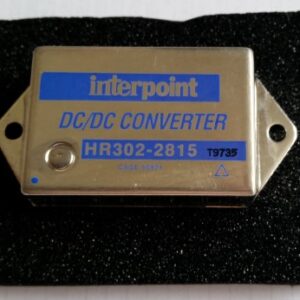 interpoint
DC/DC CONVERTER
HR302-2815 T9735